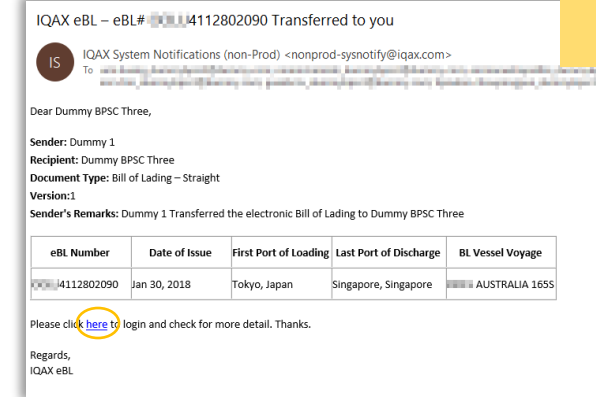 IQAX eBL – eBL# 4112802090 Transferred to you
IS
IQAX System Notifications (non-Prod) <nonprod-sysnotify@iqax.com>
To
Dear Dummy BPSC Three,
Sender: Dummy 1
Recipient: Dummy BPSC Three
Document Type: Bill of Lading – Straight
Version:1
Sender's Remarks: Dummy 1 Transferred the electronic Bill of Lading to Dummy BPSC Three
eBL Number Date of Issue First Port of Loading Last Port of Discharge BL Vessel Voyage
4112802090 Jan 30, 2018 Tokyo, Japan Singapore, Singapore AUSTRALIA 165S
Please click here to login and check for more detail. Thanks.
Regards,
IQAX eBL